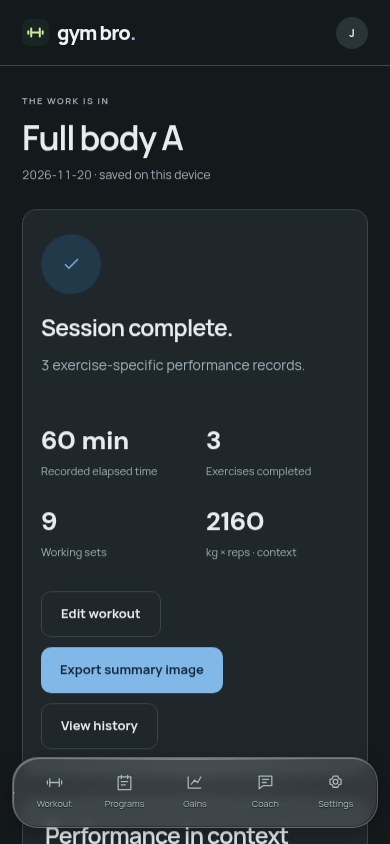 gym bro.
J
THE WORK IS IN
Full body A
2026-11-20 · saved on this device
Session complete.
3 exercise-specific performance records.
60 min
Recorded elapsed time
3
Exercises completed
9
Working sets
2160
kg × reps · context
Edit workout
Export summary image
View history
Workout
Programs
Gains
Coach
Settings
Performance in context